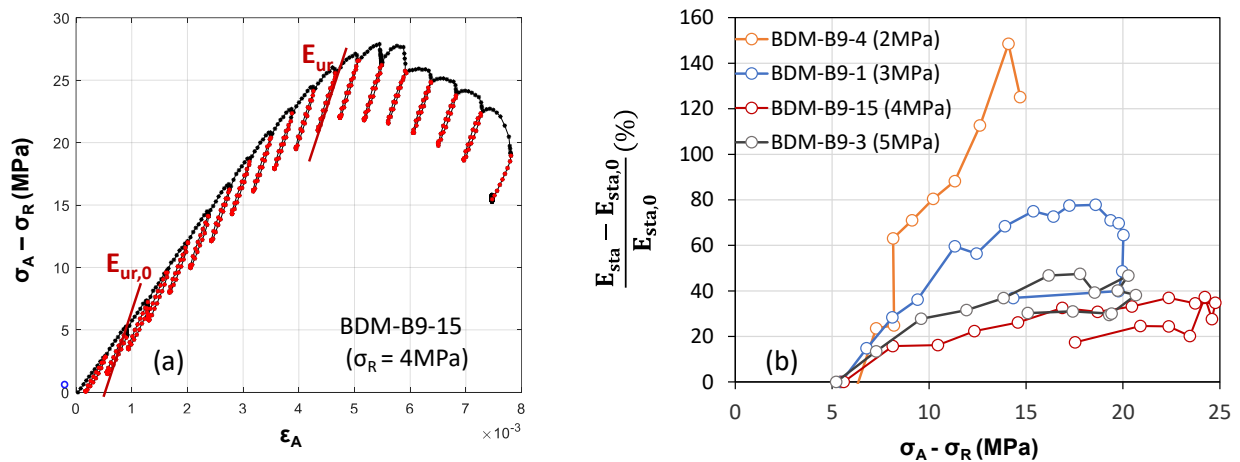 30
25
20
15
10
5
0
σA – σR (MPa)
Eur
Eur,0
(a)
BDM-B9-15
(σR = 4MPa)
0 1 2 3 4 5 6 7 8
×10⁻³
εA
160
140
120
100
80
60
40
20
0
Esta − Esta,0
Esta,0
(%)
BDM-B9-4 (2MPa)
BDM-B9-1 (3MPa)
BDM-B9-15 (4MPa)
BDM-B9-3 (5MPa)
(b)
0 5 10 15 20 25
σA - σR (MPa)